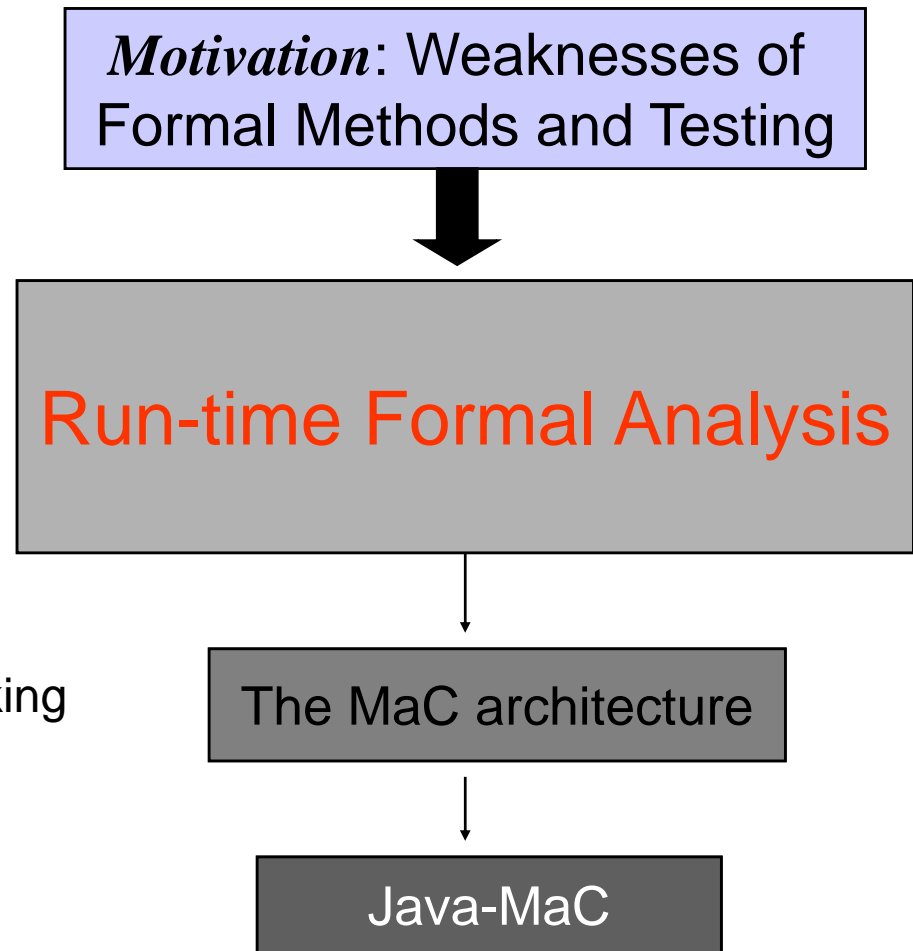 Motivation: Weaknesses of
Formal Methods and Testing
Run-time Formal Analysis
The MaC architecture
Java-MaC